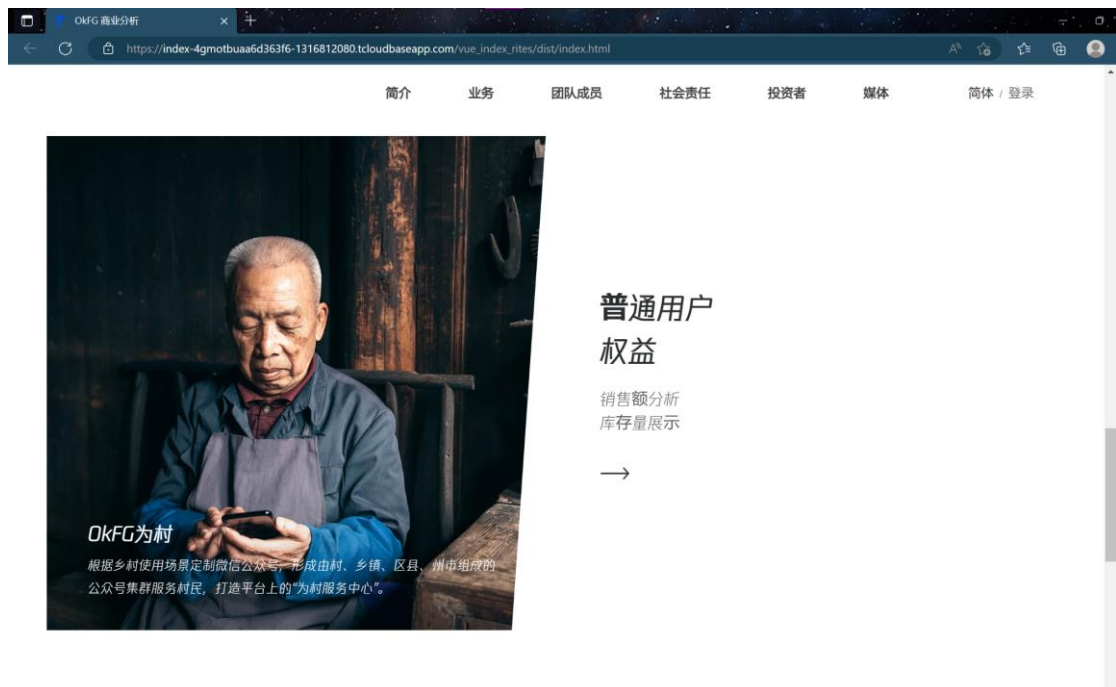 OkFG 商业分析
https://index-4gmotbuaa6d363f6-1316812080.tcloudbaseapp.com/vue_index_rites/dist/index.html
简介 业务 团队成员 社会责任 投资者 媒体 简体 / 登录
普通用户
权益
销售额分析
库存量展示
OkFG为村
根据乡村使用场景定制微信公众号，形成由村、乡镇、区县、州市组成的
公众号集群服务村民，打造平台上的“为村服务中心”。